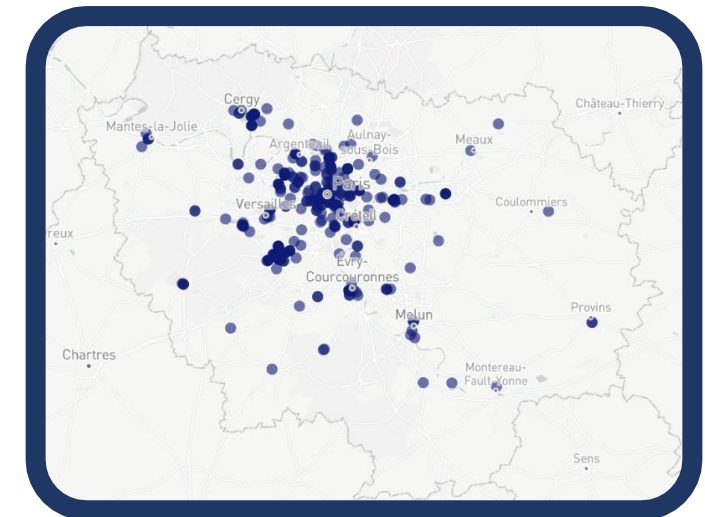 Cergy
Château-Thierry
Mantes-la-Jolie
Aulnay-
sous-Bois
Argenteuil
Meaux
Paris
Versailles
Coulommiers
Créteil
reux
Évry-
Courcouronnes
Provins
Melun
Chartres
Montereau-
Fault-Yonne
Sens